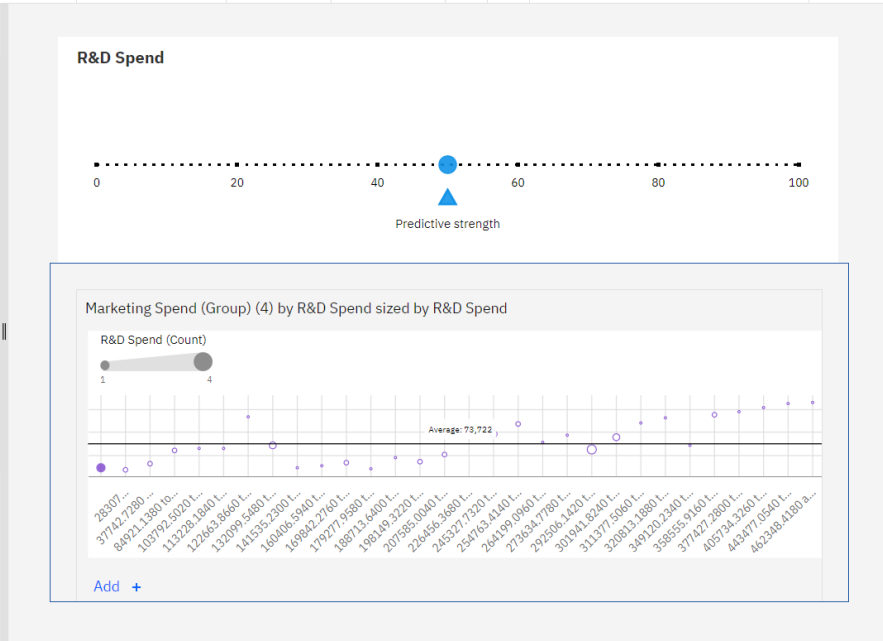 R&D Spend
0 20 40 60 80 100
Predictive strength
Marketing Spend (Group) (4) by R&D Spend sized by R&D Spend
R&D Spend (Count)
1 4
Average: 73,722
28307...
37742.7280 ...
84921.1380 to...
103792.5020 t...
113228.1840 t...
122663.8660 t...
132099.5480 t...
141535.2300 t...
160406.5940 t...
169842.2760 t...
179277.9580 t...
188713.6400 t...
198149.3220 t...
207585.0040 t...
226456.3680 t...
245327.7320 t...
254763.4140 t...
264199.0960 t...
273634.7780 t...
292506.1420 t...
301941.8240 t...
311377.5060 t...
320813.1880 t...
349120.2340 t...
358555.9160 t...
377427.2800 t...
405734.3260 t...
443477.0540 t...
462348.4180 a...
Add +